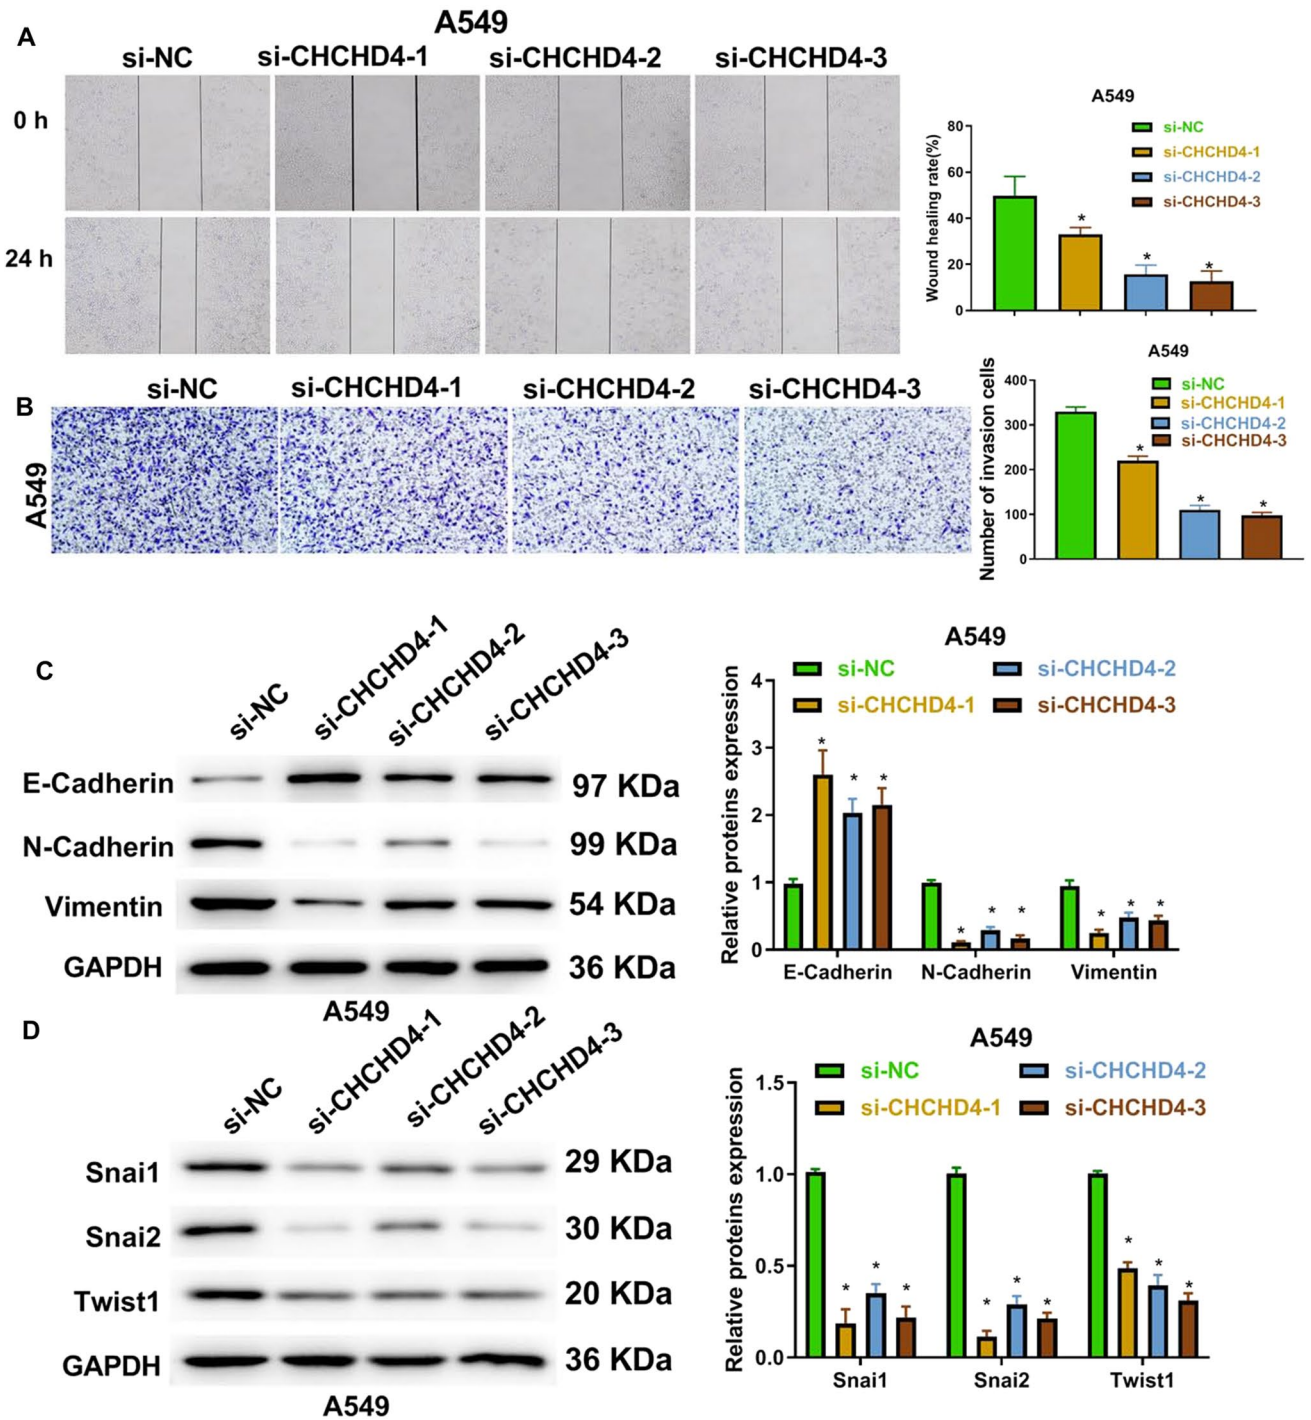 A
A549
si-NC
si-CHCHD4-1
si-CHCHD4-2
si-CHCHD4-3
0 h
24 h
A549
Wound healing rate(%)
80
60
40
20
0
si-NC
si-CHCHD4-1
si-CHCHD4-2
si-CHCHD4-3
*
*
*
B
A549
si-NC
si-CHCHD4-1
si-CHCHD4-2
si-CHCHD4-3
A549
Number of invasion cells
400
300
200
100
0
si-NC
si-CHCHD4-1
si-CHCHD4-2
si-CHCHD4-3
*
*
*
C
si-NC
si-CHCHD4-1
si-CHCHD4-2
si-CHCHD4-3
E-Cadherin
97 KDa
N-Cadherin
99 KDa
Vimentin
54 KDa
GAPDH
36 KDa
A549
A549
si-NC
si-CHCHD4-1
si-CHCHD4-2
si-CHCHD4-3
Relative proteins expression
4
3
2
1
0
*
*
*
*
*
*
*
*
*
E-Cadherin
N-Cadherin
Vimentin
D
si-NC
si-CHCHD4-1
si-CHCHD4-2
si-CHCHD4-3
Snai1
29 KDa
Snai2
30 KDa
Twist1
20 KDa
GAPDH
36 KDa
A549
A549
si-NC
si-CHCHD4-1
si-CHCHD4-2
si-CHCHD4-3
Relative proteins expression
1.5
1.0
0.5
0.0
*
*
*
*
*
*
*
*
*
Snai1
Snai2
Twist1